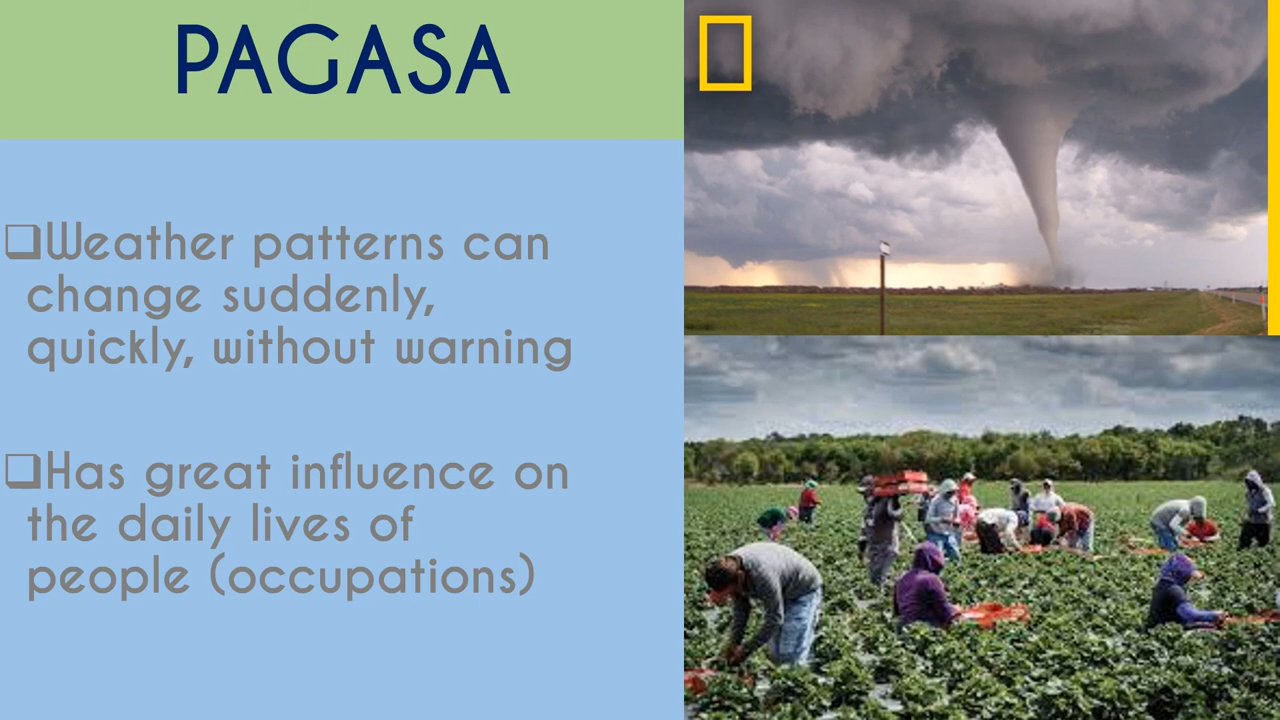 PAGASA
❑Weather patterns can
change suddenly,
quickly, without warning
❑Has great influence on
the daily lives of
people (occupations)